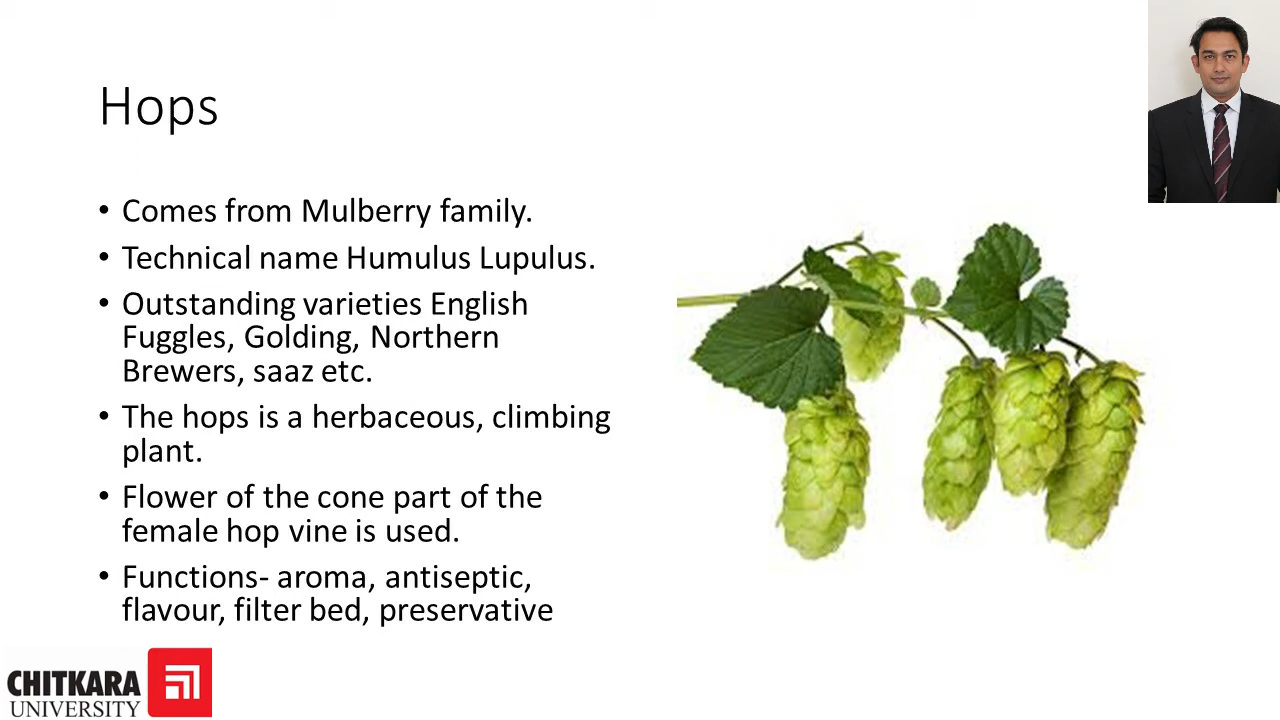 Hops
• Comes from Mulberry family.
• Technical name Humulus Lupulus.
• Outstanding varieties English
Fuggles, Golding, Northern
Brewers, saaz etc.
• The hops is a herbaceous, climbing
plant.
• Flower of the cone part of the
female hop vine is used.
• Functions- aroma, antiseptic,
flavour, filter bed, preservative
CHITKARA
UNIVERSITY